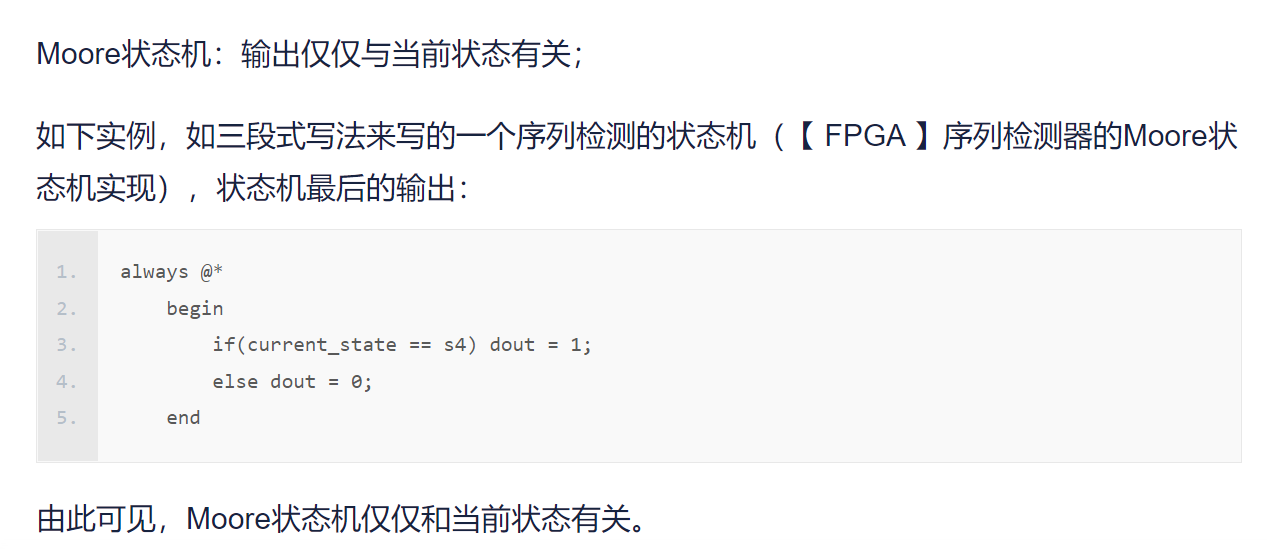 Moore状态机：输出仅仅与当前状态有关；
如下实例，如三段式写法来写的一个序列检测的状态机（【 FPGA 】序列检测器的Moore状
态机实现），状态机最后的输出：
1. always @*
2.     begin
3.         if(current_state == s4) dout = 1;
4.         else dout = 0;
5.     end
由此可见，Moore状态机仅仅和当前状态有关。